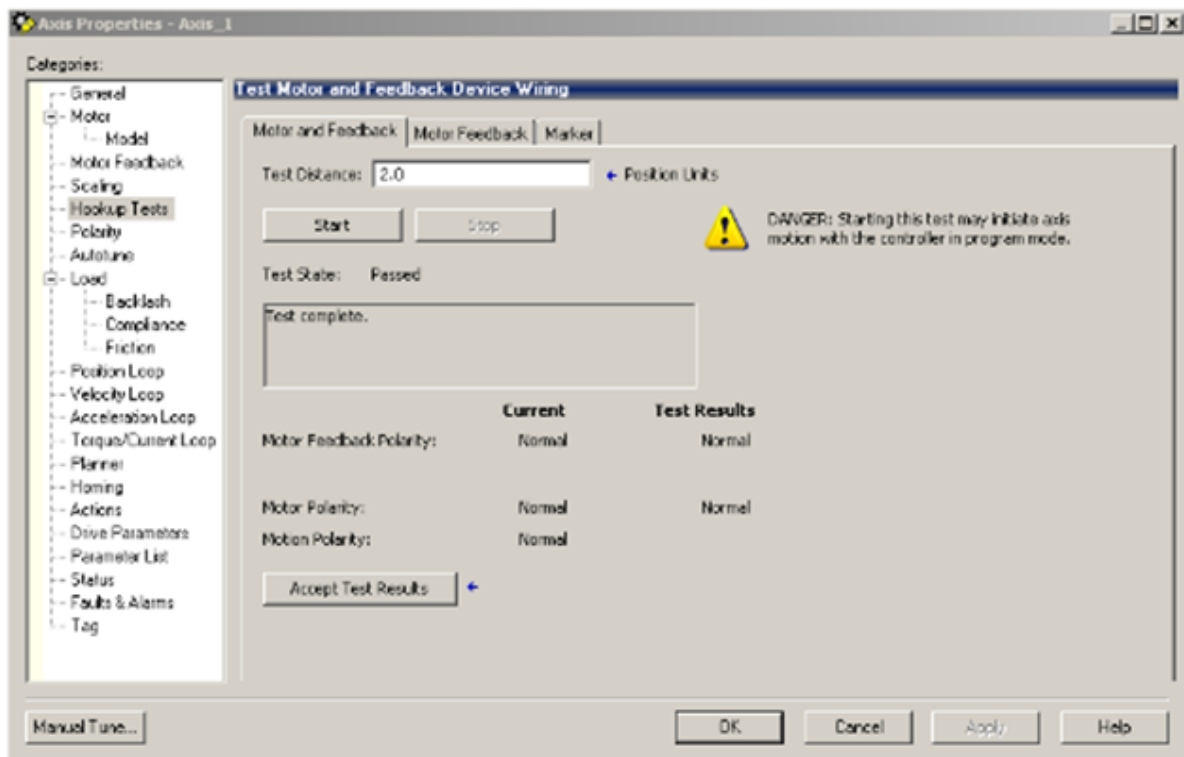 Axis Properties - Axis_1
Categories:
General
Motor
Model
Motor Feedback
Scaling
Hookup Tests
Polarity
Autotune
Load
Backlash
Compliance
Friction
Position Loop
Velocity Loop
Acceleration Loop
Torque/Current Loop
Planner
Homing
Actions
Drive Parameters
Parameter List
Status
Faults & Alarms
Tag
Test Motor and Feedback Device Wiring
Motor and Feedback Motor Feedback Marker
Test Distance: 2.0 Position Units
Start Stop
DANGER: Starting this test may initiate axis
motion with the controller in program mode.
Test State: Passed
Test complete.
Current Test Results
Motor Feedback Polarity: Normal Normal
Motor Polarity: Normal Normal
Motion Polarity: Normal
Accept Test Results
Manual Tune... OK Cancel Apply Help